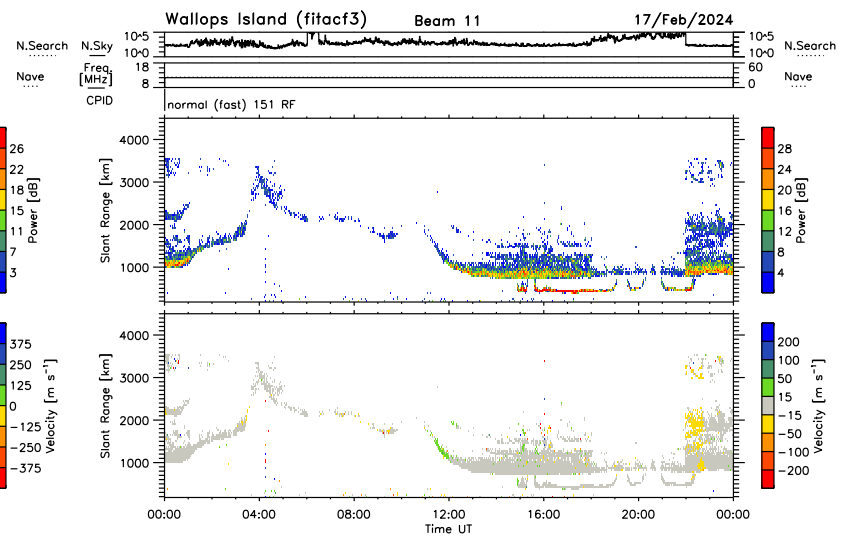 Wallops Island (fitacf3) Beam 11 17/Feb/2024
N.Search N.Sky 10^5 10^0 10^5 10^0 N.Search
Nave Freq. [MHz] 18 8 60 0 Nave
CPID normal (fast) 151 RF
26 22 18 15 11 7 3
Power [dB]
Slant Range [km]
4000
3000
2000
1000
28 24 20 16 12 8 4
Power [dB]
375 250 125 0 −125 −250 −375
Velocity [m s⁻¹]
Slant Range [km]
4000
3000
2000
1000
200 100 50 15 −15 −50 −100 −200
Velocity [m s⁻¹]
00:00 04:00 08:00 12:00 16:00 20:00 00:00
Time UT